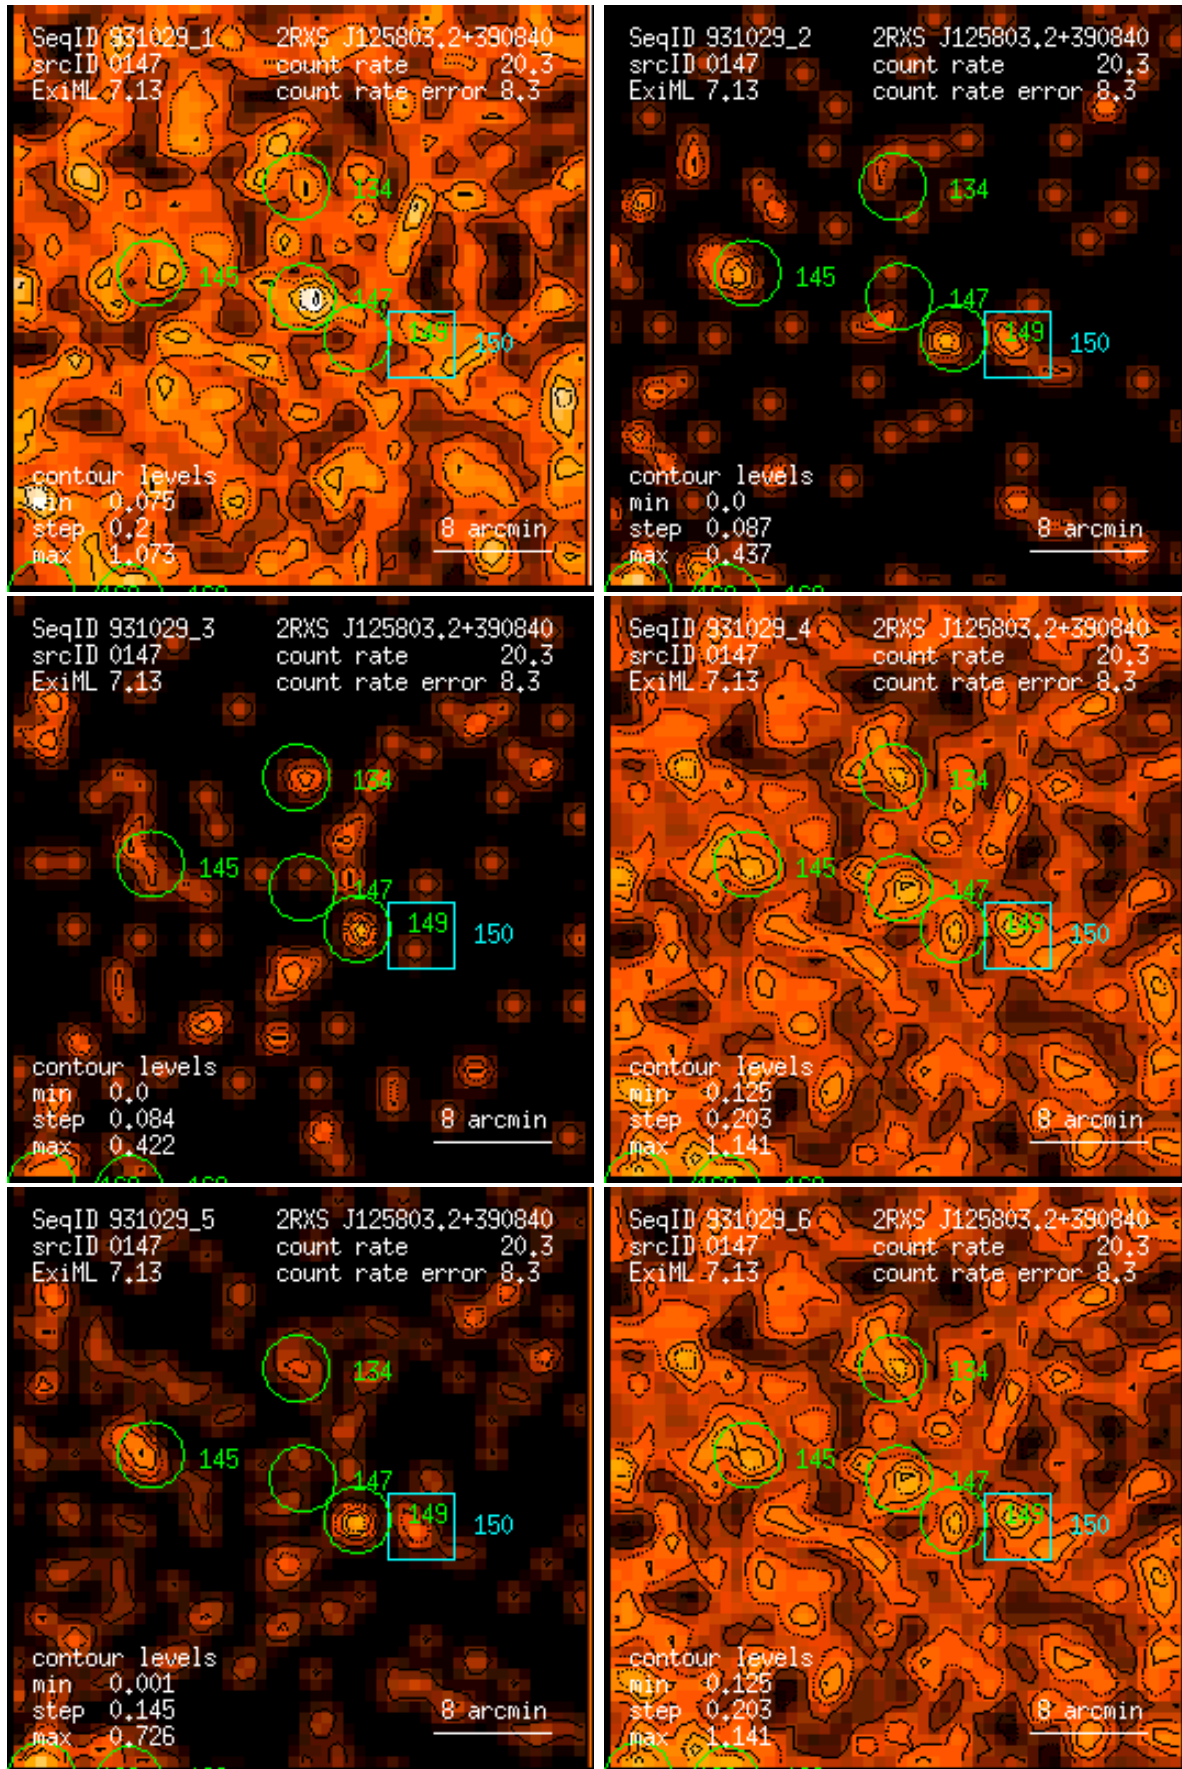 SeqID 931029_1 2RXS J125803.2+390840
srcID 0147 count rate 20.3
ExiML 7.13 count rate error 8.3
134
145
147
149
150
contour levels
min 0.075
step 0.2
max 1.073
8 arcmin
SeqID 931029_2 2RXS J125803.2+390840
srcID 0147 count rate 20.3
ExiML 7.13 count rate error 8.3
134
145
147
149
150
contour levels
min 0.0
step 0.087
max 0.437
8 arcmin
SeqID 931029_3 2RXS J125803.2+390840
srcID 0147 count rate 20.3
ExiML 7.13 count rate error 8.3
134
145
147
149
150
contour levels
min 0.0
step 0.084
max 0.422
8 arcmin
SeqID 931029_4 2RXS J125803.2+390840
srcID 0147 count rate 20.3
ExiML 7.13 count rate error 8.3
134
145
147
149
150
contour levels
min 0.125
step 0.203
max 1.141
8 arcmin
SeqID 931029_5 2RXS J125803.2+390840
srcID 0147 count rate 20.3
ExiML 7.13 count rate error 8.3
134
145
147
149
150
contour levels
min 0.001
step 0.145
max 0.726
8 arcmin
SeqID 931029_6 2RXS J125803.2+390840
srcID 0147 count rate 20.3
ExiML 7.13 count rate error 8.3
134
145
147
149
150
contour levels
min 0.125
step 0.203
max 1.141
8 arcmin